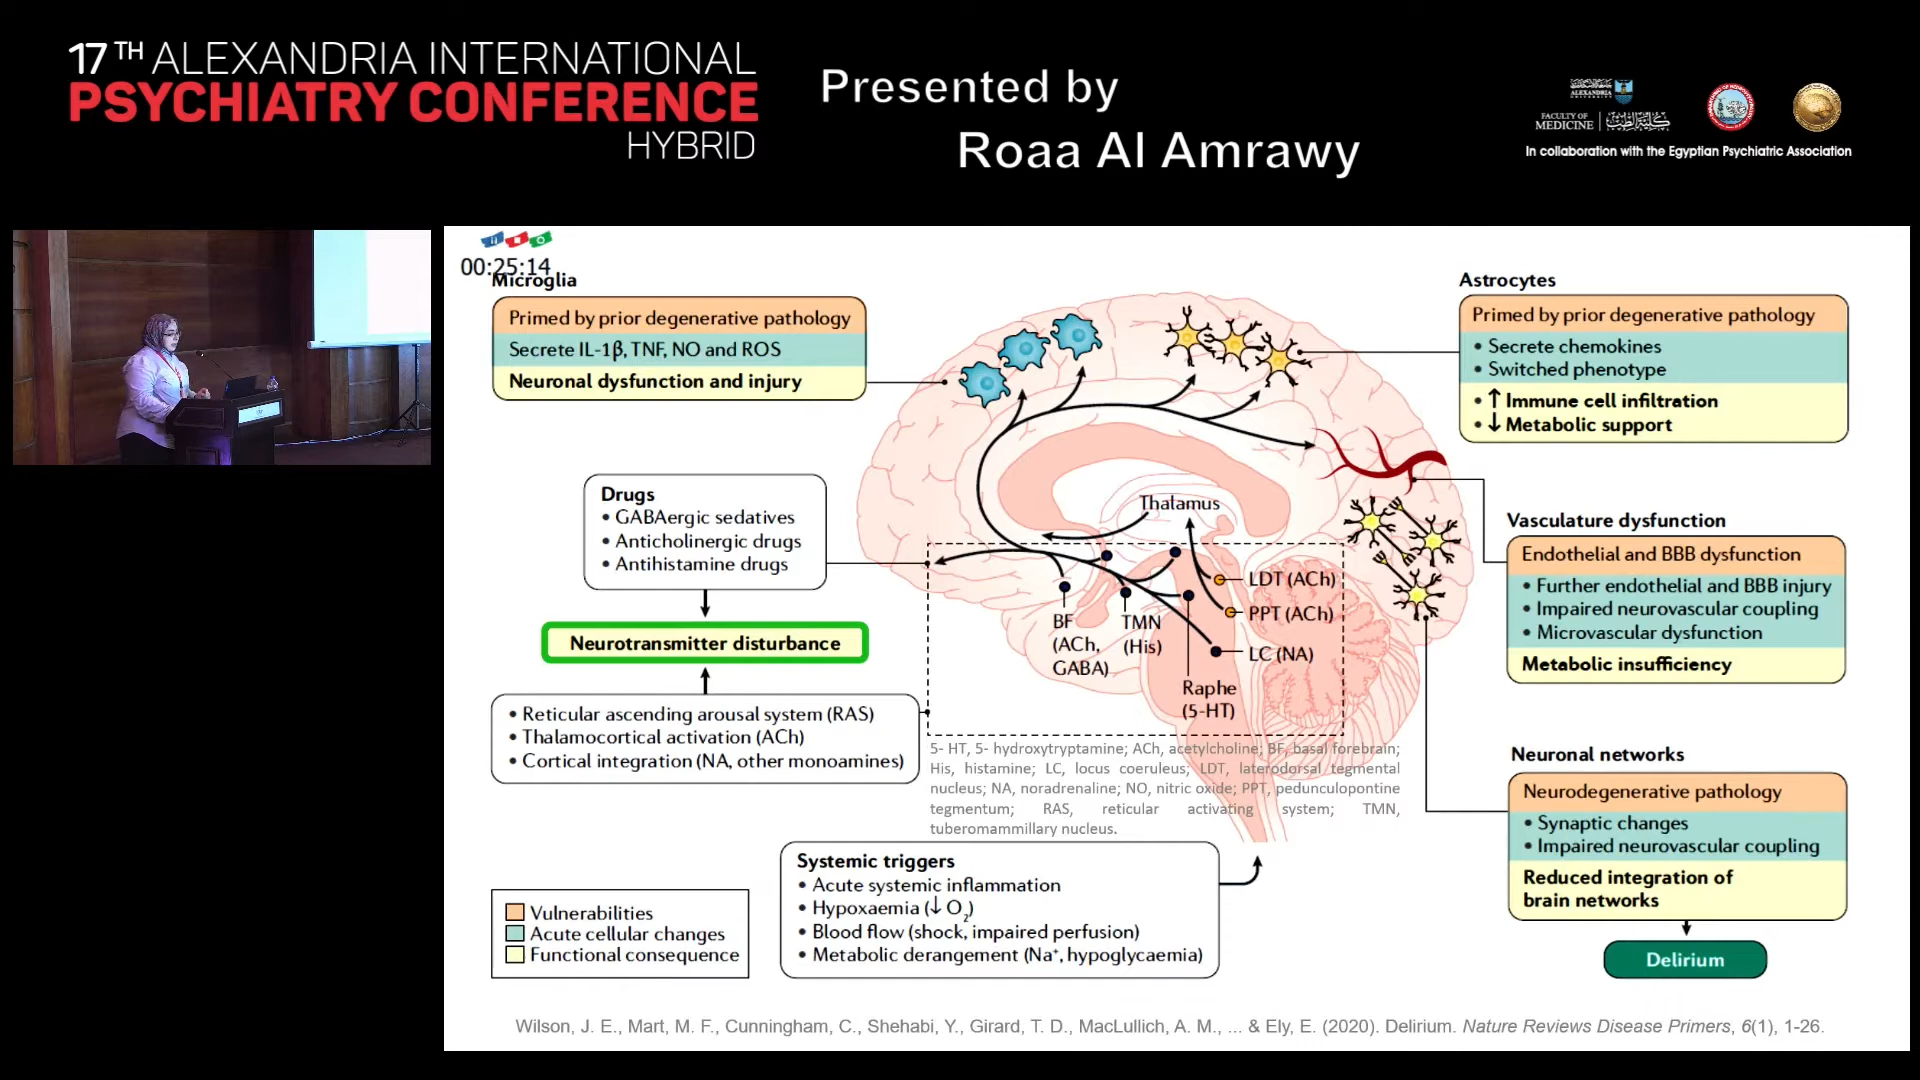 17TH ALEXANDRIA INTERNATIONAL
PSYCHIATRY CONFERENCE
HYBRID
Presented by
Roaa Al Amrawy
ALEXANDRIA
FACULTY OF
MEDICINE
كلية الطب
In collaboration with the Egyptian Psychiatric Association
00:25:14
Microglia
Primed by prior degenerative pathology
Secrete IL-1β, TNF, NO and ROS
Neuronal dysfunction and injury
Astrocytes
Primed by prior degenerative pathology
• Secrete chemokines
• Switched phenotype
• ↑ Immune cell infiltration
• ↓ Metabolic support
Drugs
• GABAergic sedatives
• Anticholinergic drugs
• Antihistamine drugs
Neurotransmitter disturbance
• Reticular ascending arousal system (RAS)
• Thalamocortical activation (ACh)
• Cortical integration (NA, other monoamines)
Thalamus
LDT (ACh)
PPT (ACh)
LC (NA)
BF
(ACh,
GABA)
TMN
(His)
Raphe
(5-HT)
Vasculature dysfunction
Endothelial and BBB dysfunction
• Further endothelial and BBB injury
• Impaired neurovascular coupling
• Microvascular dysfunction
Metabolic insufficiency
5- HT, 5- hydroxytryptamine; ACh, acetylcholine; BF, basal forebrain;
His, histamine; LC, locus coeruleus; LDT, laterodorsal tegmental
nucleus; NA, noradrenaline; NO, nitric oxide; PPT, pedunculopontine
tegmentum; RAS, reticular activating system; TMN,
tuberomammillary nucleus.
Neuronal networks
Neurodegenerative pathology
• Synaptic changes
• Impaired neurovascular coupling
Reduced integration of
brain networks
Delirium
Systemic triggers
• Acute systemic inflammation
• Hypoxaemia (↓ O₂)
• Blood flow (shock, impaired perfusion)
• Metabolic derangement (Na⁺, hypoglycaemia)
Vulnerabilities
Acute cellular changes
Functional consequence
Wilson, J. E., Mart, M. F., Cunningham, C., Shehabi, Y., Girard, T. D., MacLullich, A. M., ... & Ely, E. (2020). Delirium. Nature Reviews Disease Primers, 6(1), 1-26.